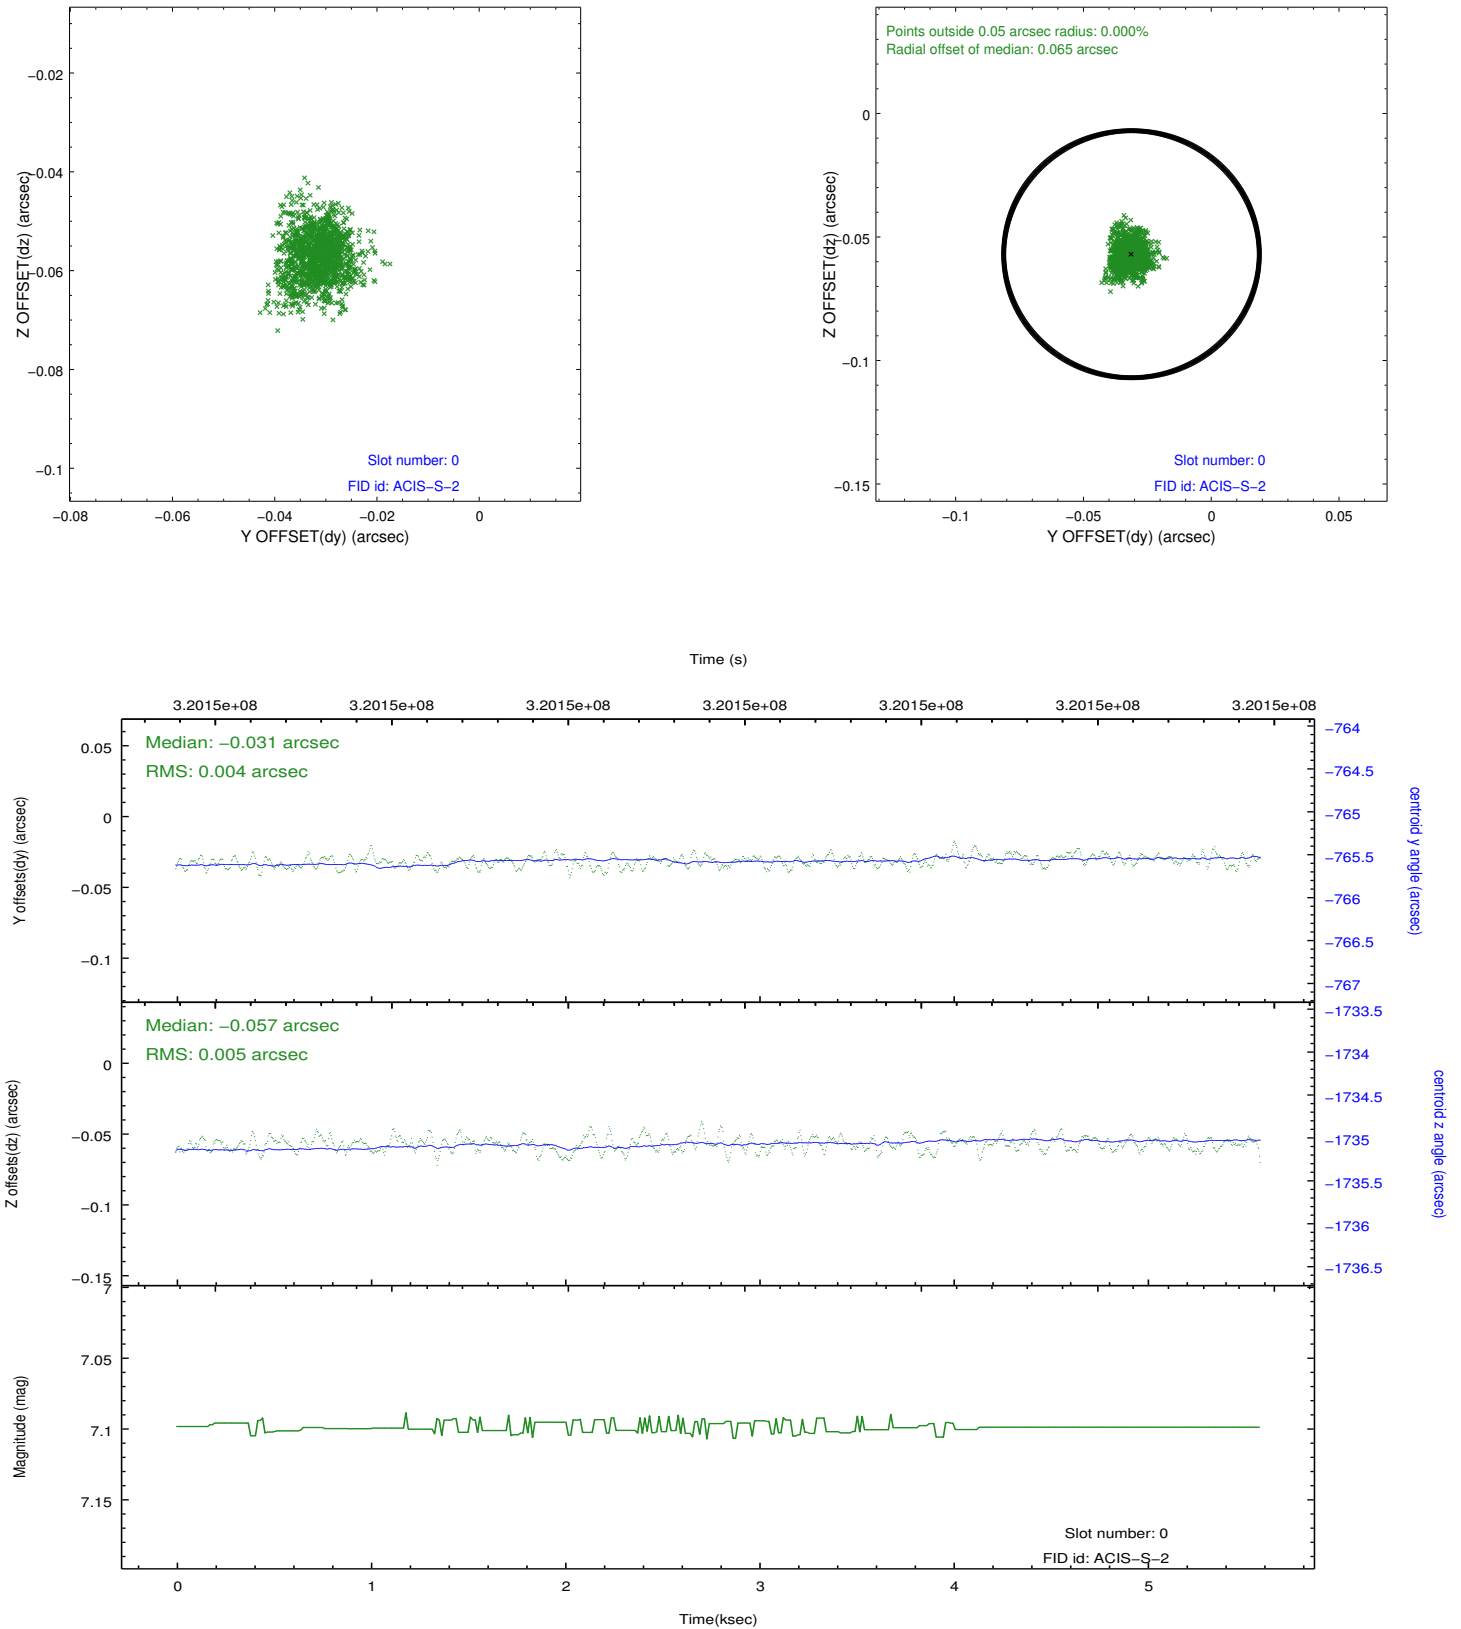 −0.02
−0.04
−0.06
−0.08
−0.1
Z OFFSET(dz) (arcsec)
Slot number: 0
FID id: ACIS−S−2
−0.08 −0.06 −0.04 −0.02 0
Y OFFSET(dy) (arcsec)
Points outside 0.05 arcsec radius: 0.000%
Radial offset of median: 0.065 arcsec
0
−0.05
−0.1
−0.15
Z OFFSET(dz) (arcsec)
Slot number: 0
FID id: ACIS−S−2
−0.1 −0.05 0 0.05
Y OFFSET(dy) (arcsec)
Time (s)
3.2015e+08 3.2015e+08 3.2015e+08 3.2015e+08 3.2015e+08 3.2015e+08 3.2015e+08
Median: −0.031 arcsec
RMS: 0.004 arcsec
0.05
0
−0.05
−0.1
Y offsets(dy) (arcsec)
−764
−764.5
−765
−765.5
−766
−766.5
−767
centroid y angle (arcsec)
Median: −0.057 arcsec
RMS: 0.005 arcsec
0
−0.05
−0.1
−0.15
Z offsets(dz) (arcsec)
−1733.5
−1734
−1734.5
−1735
−1735.5
−1736
−1736.5
centroid z angle (arcsec)
7
7.05
7.1
7.15
Magnitude (mag)
Slot number: 0
FID id: ACIS−S−2
0 1 2 3 4 5
Time(ksec)